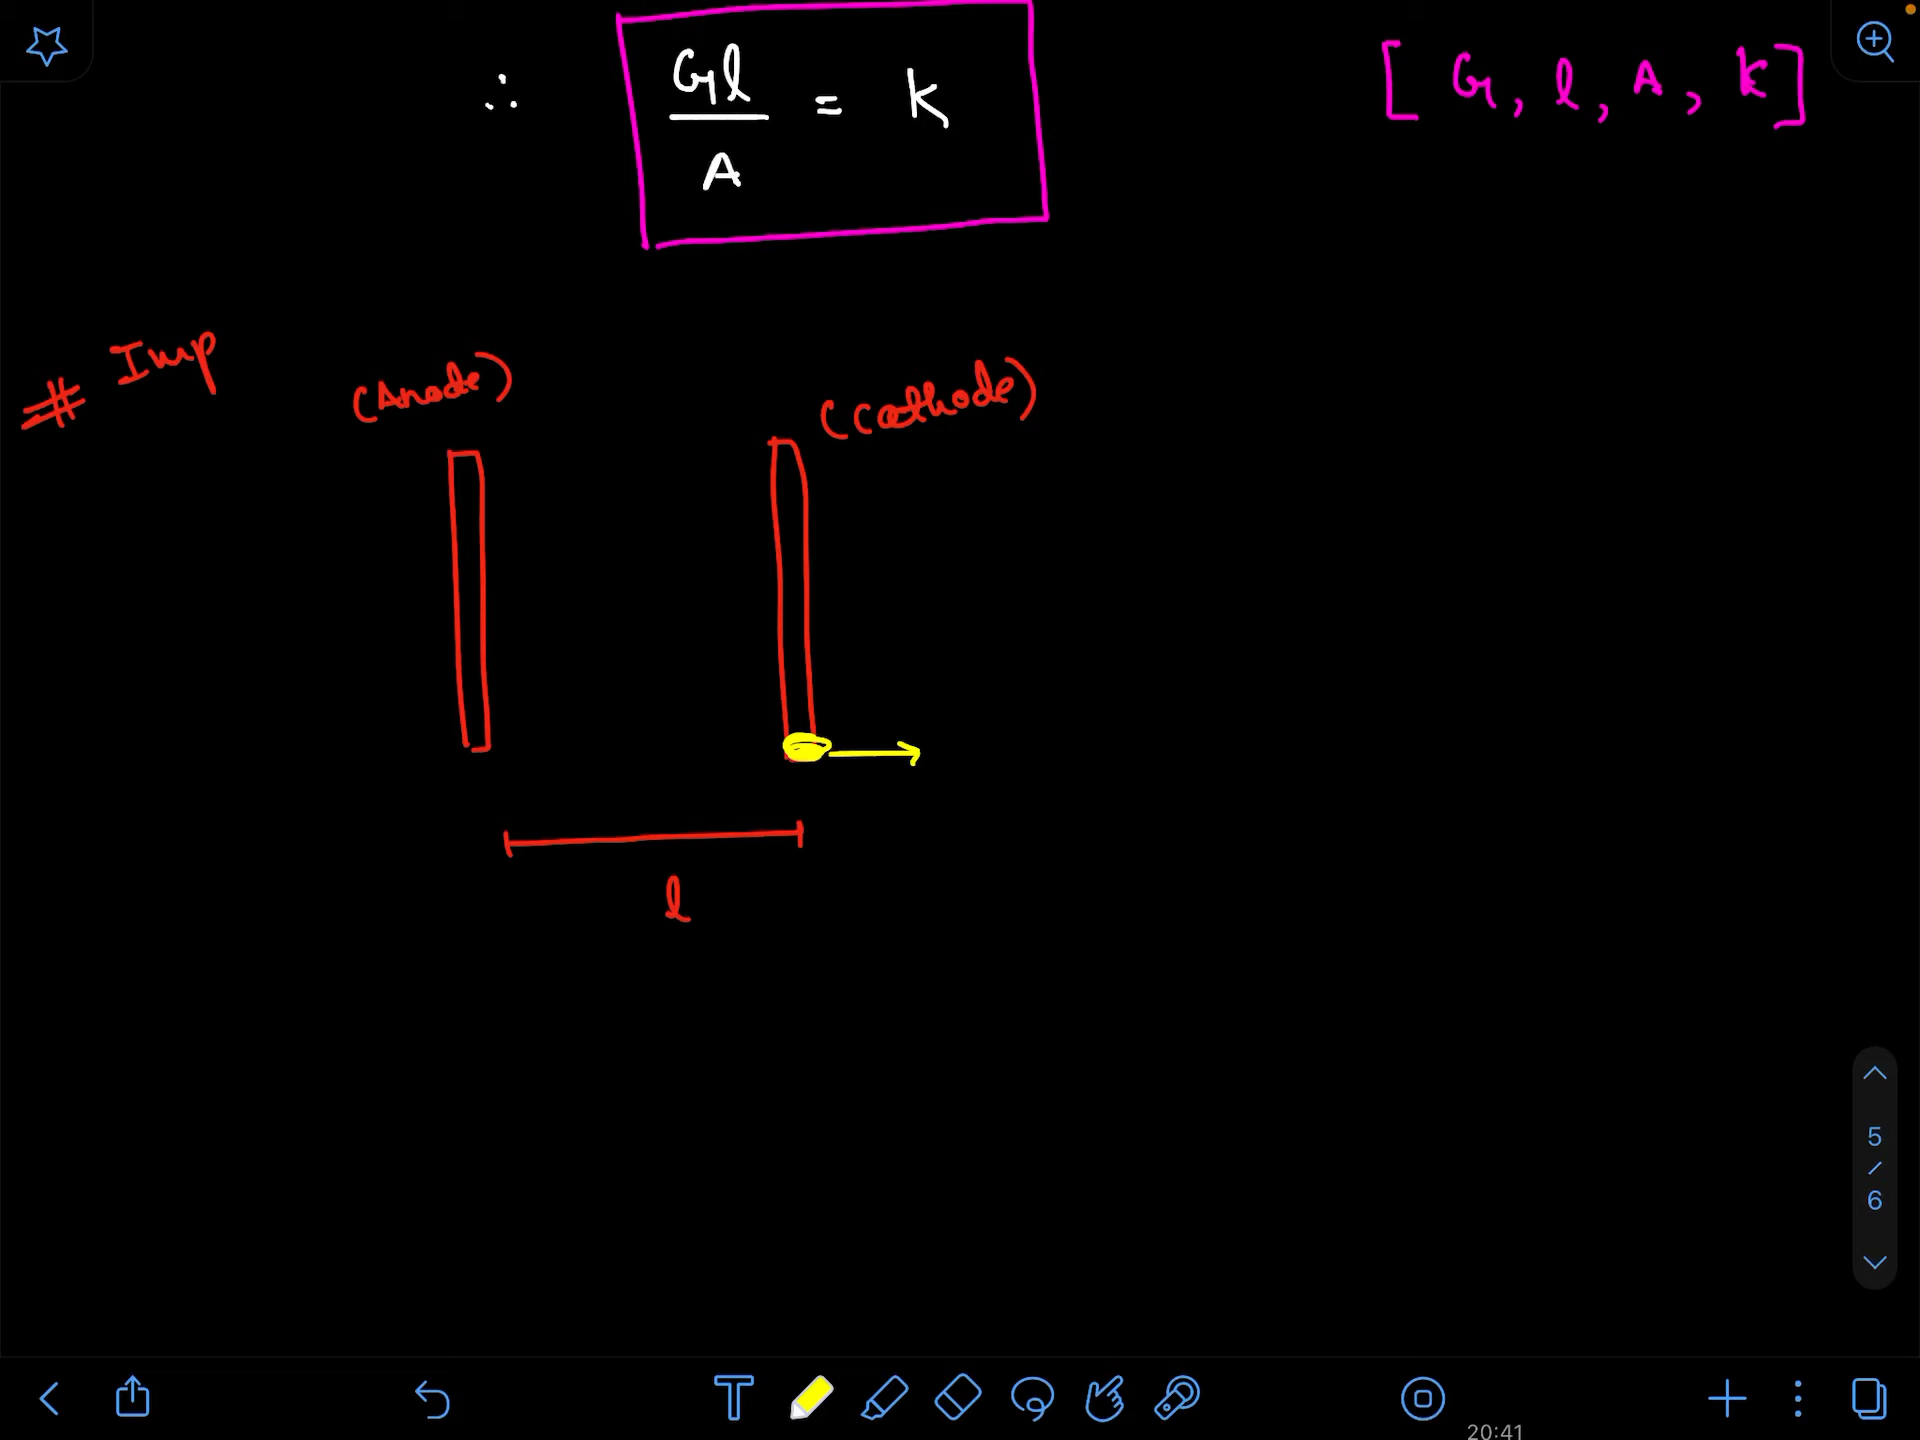 ∴ Gl/A = k
[G, l, A, k]
# Imp
(Anode) (Cathode)
l
5
/
6
20:41